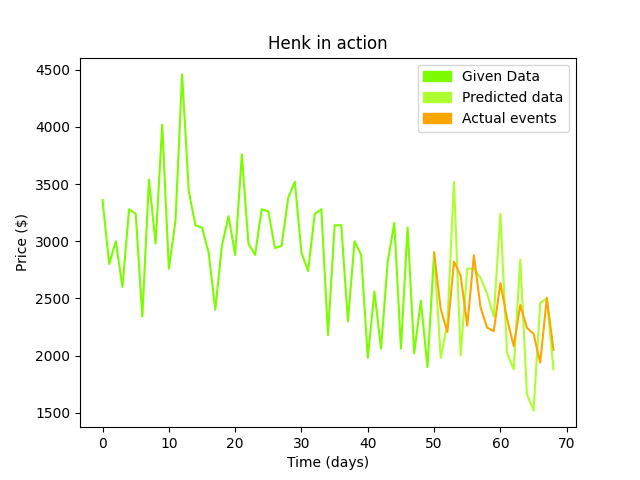 Henk in action
Given Data
Predicted data
Actual events
Price ($)
4500
4000
3500
3000
2500
2000
1500
0 10 20 30 40 50 60 70
Time (days)